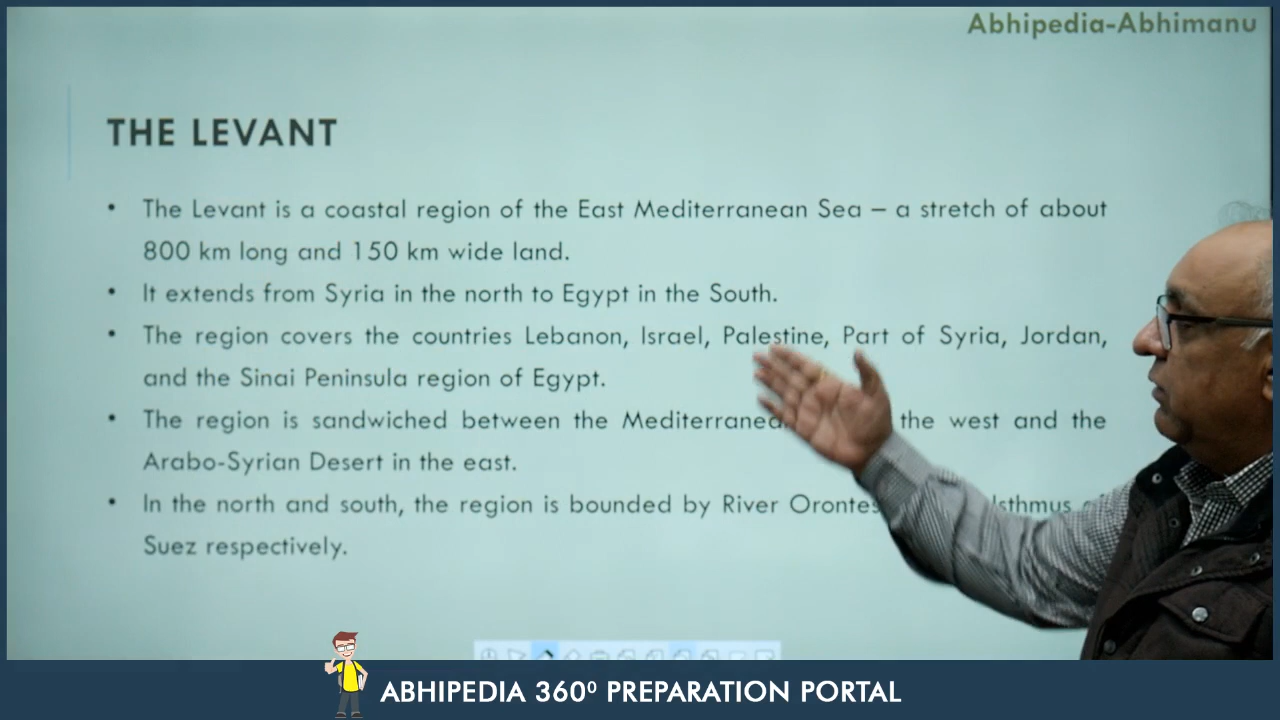 Abhipedia-Abhimanu
THE LEVANT
• The Levant is a coastal region of the East Mediterranean Sea – a stretch of about
800 km long and 150 km wide land.
• It extends from Syria in the north to Egypt in the South.
• The region covers the countries Lebanon, Israel, Palestine, Part of Syria, Jordan,
and the Sinai Peninsula region of Egypt.
• The region is sandwiched between the the west and the
Arabo-Syrian Desert in the east.
• In the north and south, the region is bounded by River Orontes Isthmus
Suez respectively.
ABHIPEDIA 360⁰ PREPARATION PORTAL